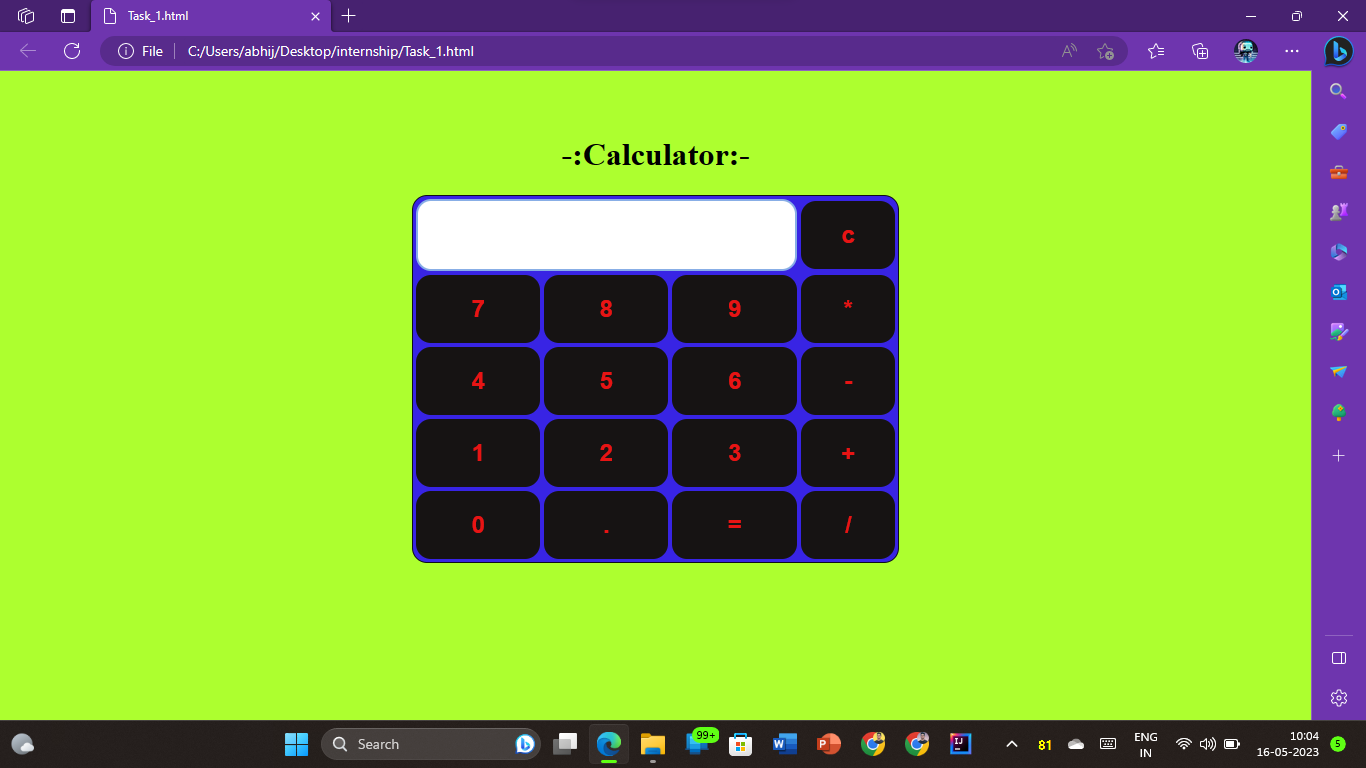 Task_1.html
File
C:/Users/abhij/Desktop/internship/Task_1.html
-:Calculator:-
c
7 8 9 *
4 5 6 -
1 2 3 +
0 . = /
Search
99+
81
ENG
IN
10:04
16-05-2023
5